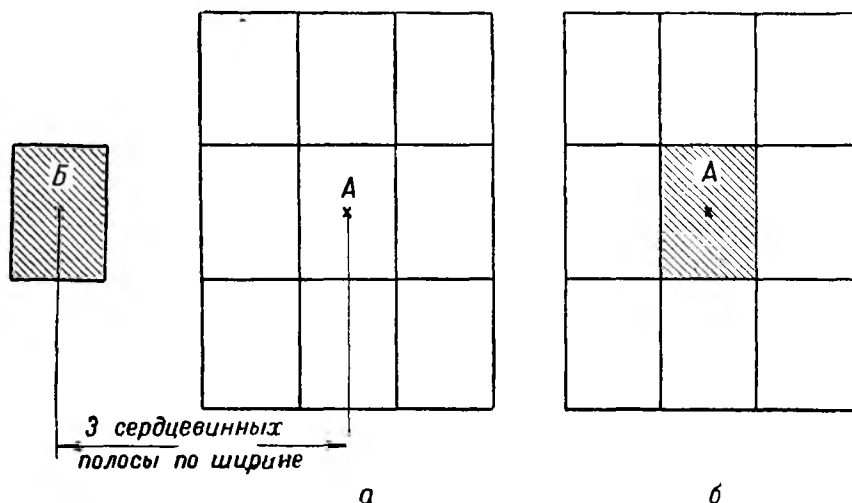 Б
А
А
3 сердцевинных
полосы по ширине
а
б